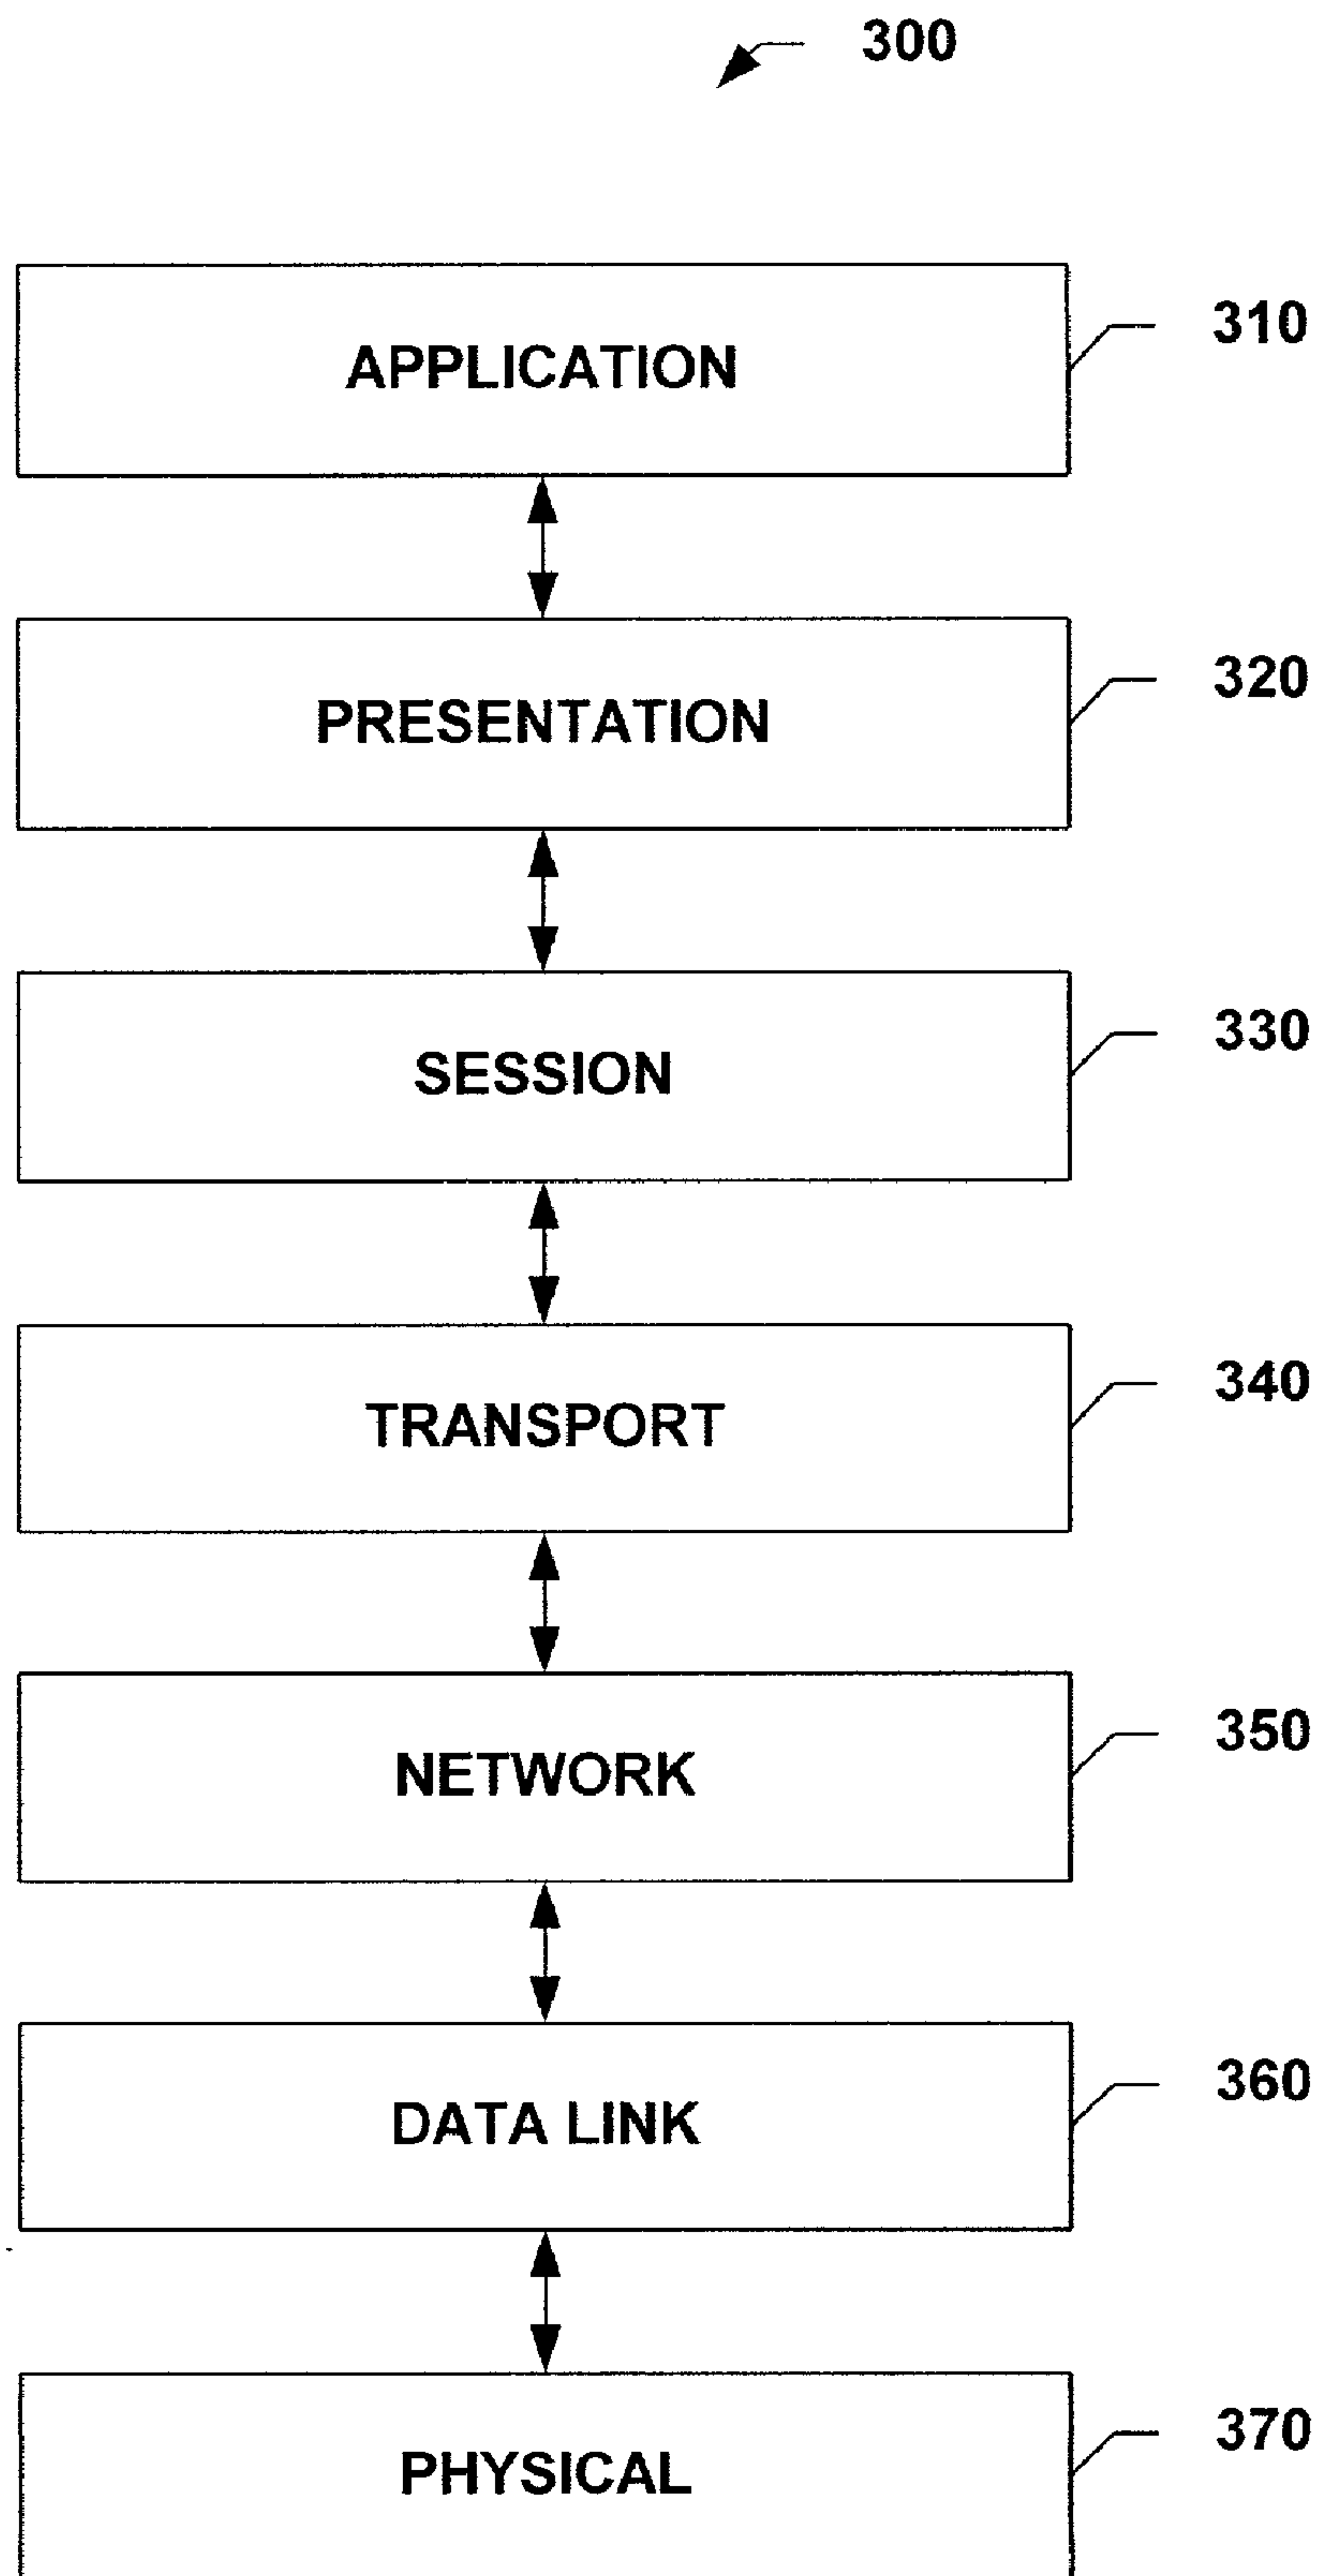 300
APPLICATION
310
PRESENTATION
320
SESSION
330
TRANSPORT
340
NETWORK
350
DATA LINK
360
PHYSICAL
370